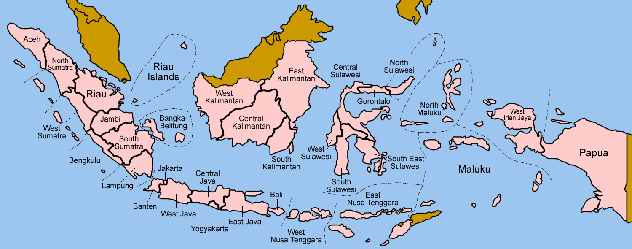 Aceh
North
Sumatra
Riau
Riau
Islands
West
Sumatra
Jambi
South
Sumatra
Bengkulu
Lampung
Bangka
Belitung
West
Kalimantan
Central
Kalimantan
East
Kalimantan
South
Kalimantan
Central
Sulawesi
North
Sulawesi
Gorontalo
West
Sulawesi
South
Sulawesi
South East
Sulawesi
North
Maluku
Maluku
West
Irian Jaya
Papua
Jakarta
Banten
West Java
Central
Java
Yogyakarta
East Java
Bali
West
Nusa Tenggara
East
Nusa Tenggara